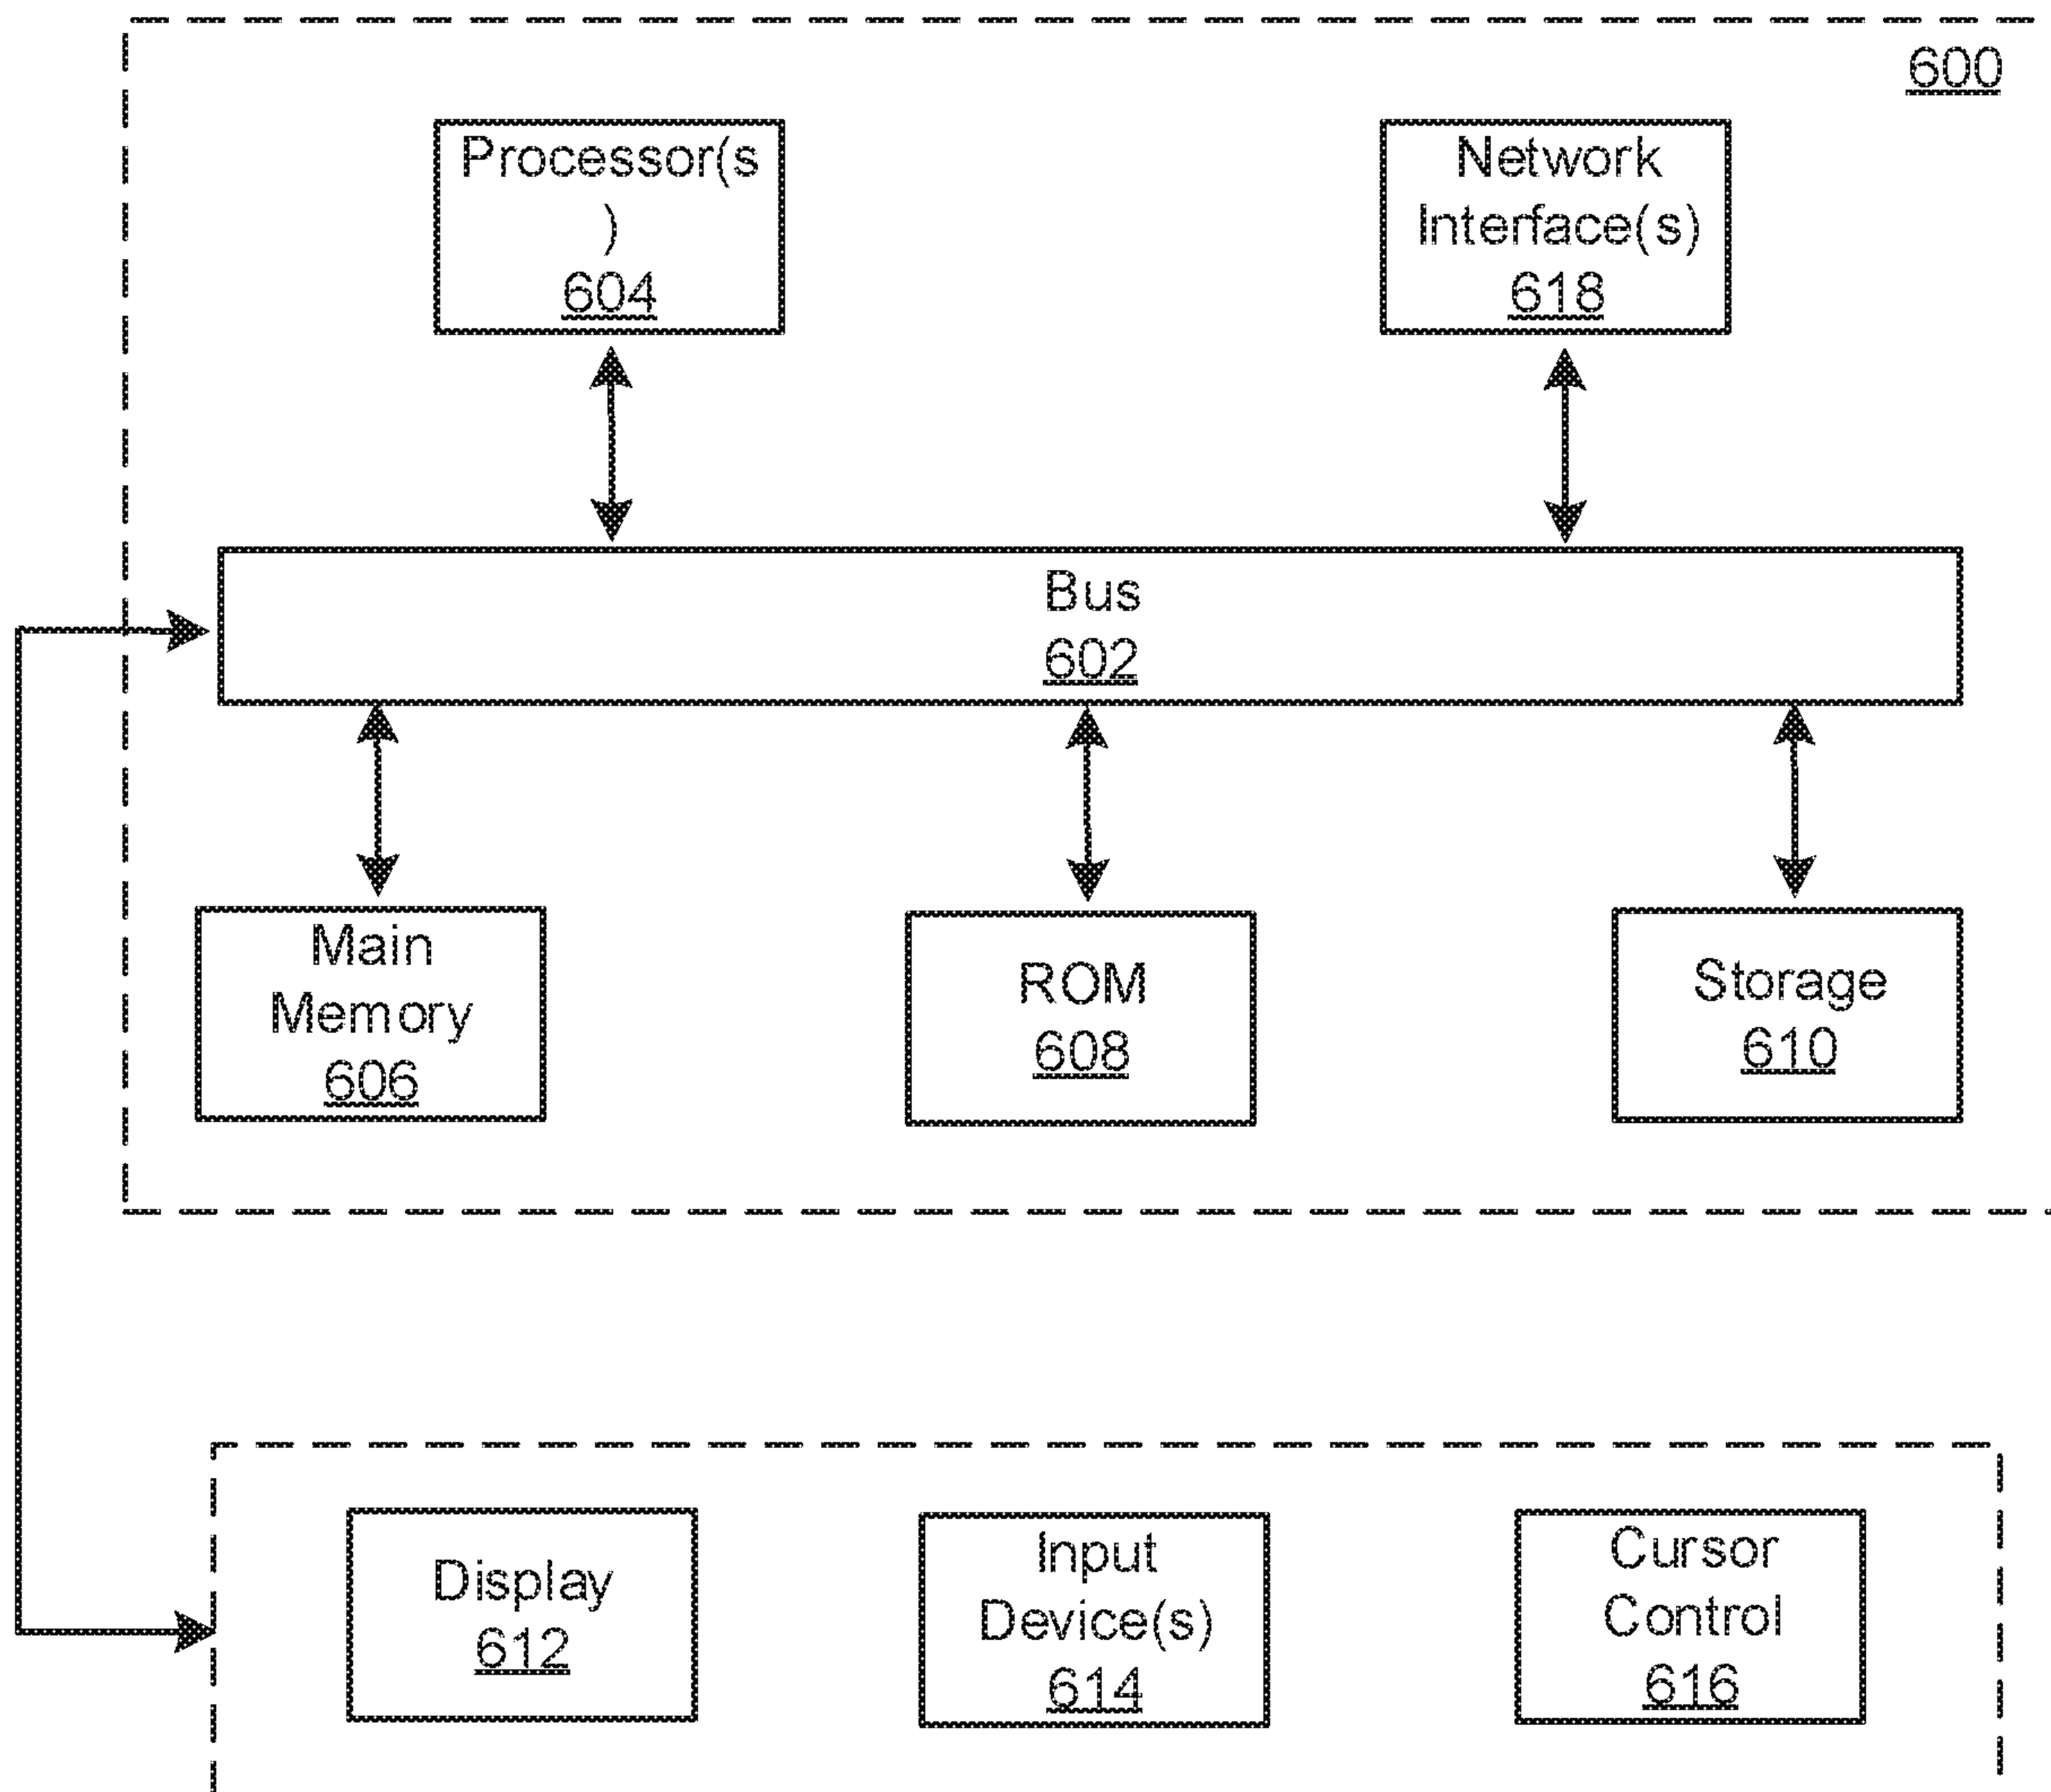 600
Processor(s
)
604
Network
Interface(s)
618
Bus
602
Main
Memory
606
ROM
608
Storage
610
Display
612
Input
Device(s)
614
Cursor
Control
616